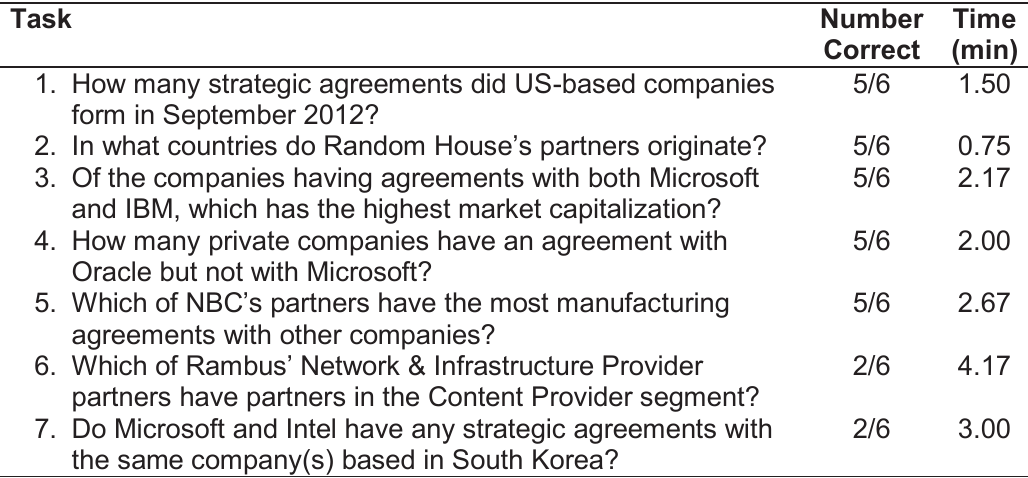 Task Number Time
Correct (min)
1. How many strategic agreements did US-based companies 5/6 1.50
form in September 2012?
2. In what countries do Random House’s partners originate? 5/6 0.75
3. Of the companies having agreements with both Microsoft 5/6 2.17
and IBM, which has the highest market capitalization?
4. How many private companies have an agreement with 5/6 2.00
Oracle but not with Microsoft?
5. Which of NBC’s partners have the most manufacturing 5/6 2.67
agreements with other companies?
6. Which of Rambus’ Network & Infrastructure Provider 2/6 4.17
partners have partners in the Content Provider segment?
7. Do Microsoft and Intel have any strategic agreements with 2/6 3.00
the same company(s) based in South Korea?